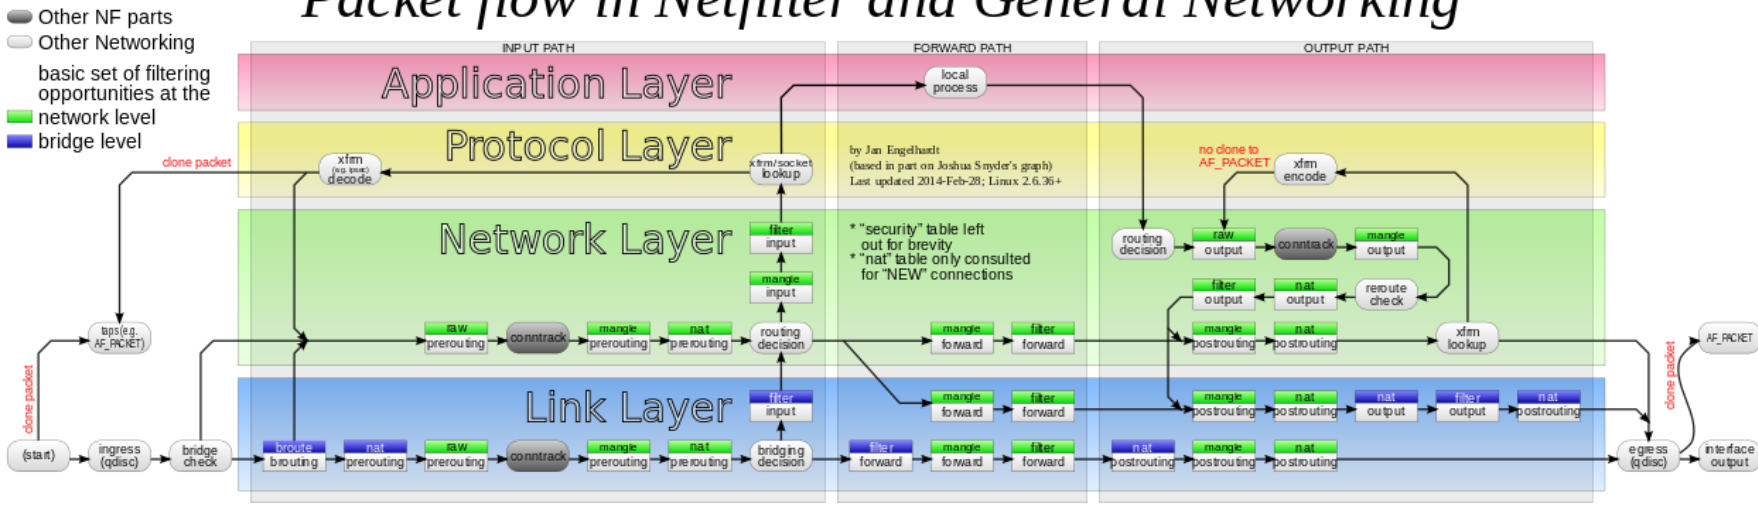 Packet flow in Netfilter and General Networking
Other NF parts
Other Networking
basic set of filtering
opportunities at the
network level
bridge level
INPUT PATH
FORWARD PATH
OUTPUT PATH
Application Layer
local
process
Protocol Layer
clone packet
xfrm
(e.g. ipsec)
decode
xfrm/socket
lookup
by Jan Engelhardt
(based in part on Joshua Snyder's graph)
Last updated 2014-Feb-28; Linux 2.6.36+
no clone to
AF_PACKET
xfrm
encode
Network Layer
filter
input
mangle
input
* "security" table left
out for brevity
* "nat" table only consulted
for "NEW" connections
routing
decision
raw
output
conntrack
mangle
output
filter
output
nat
output
reroute
check
taps (e.g.
AF_PACKET)
raw
prerouting
conntrack
mangle
prerouting
nat
prerouting
routing
decision
mangle
forward
filter
forward
mangle
postrouting
nat
postrouting
xfrm
lookup
AF_PACKET
clone packet
clone packet
Link Layer
filter
input
mangle
forward
filter
forward
mangle
postrouting
nat
postrouting
nat
output
filter
output
nat
postrouting
(start)
ingress
(qdisc)
bridge
check
broute
brouting
nat
prerouting
raw
prerouting
conntrack
mangle
prerouting
nat
prerouting
bridging
decision
filter
forward
mangle
forward
filter
forward
nat
postrouting
mangle
postrouting
nat
postrouting
egress
(qdisc)
interface
output